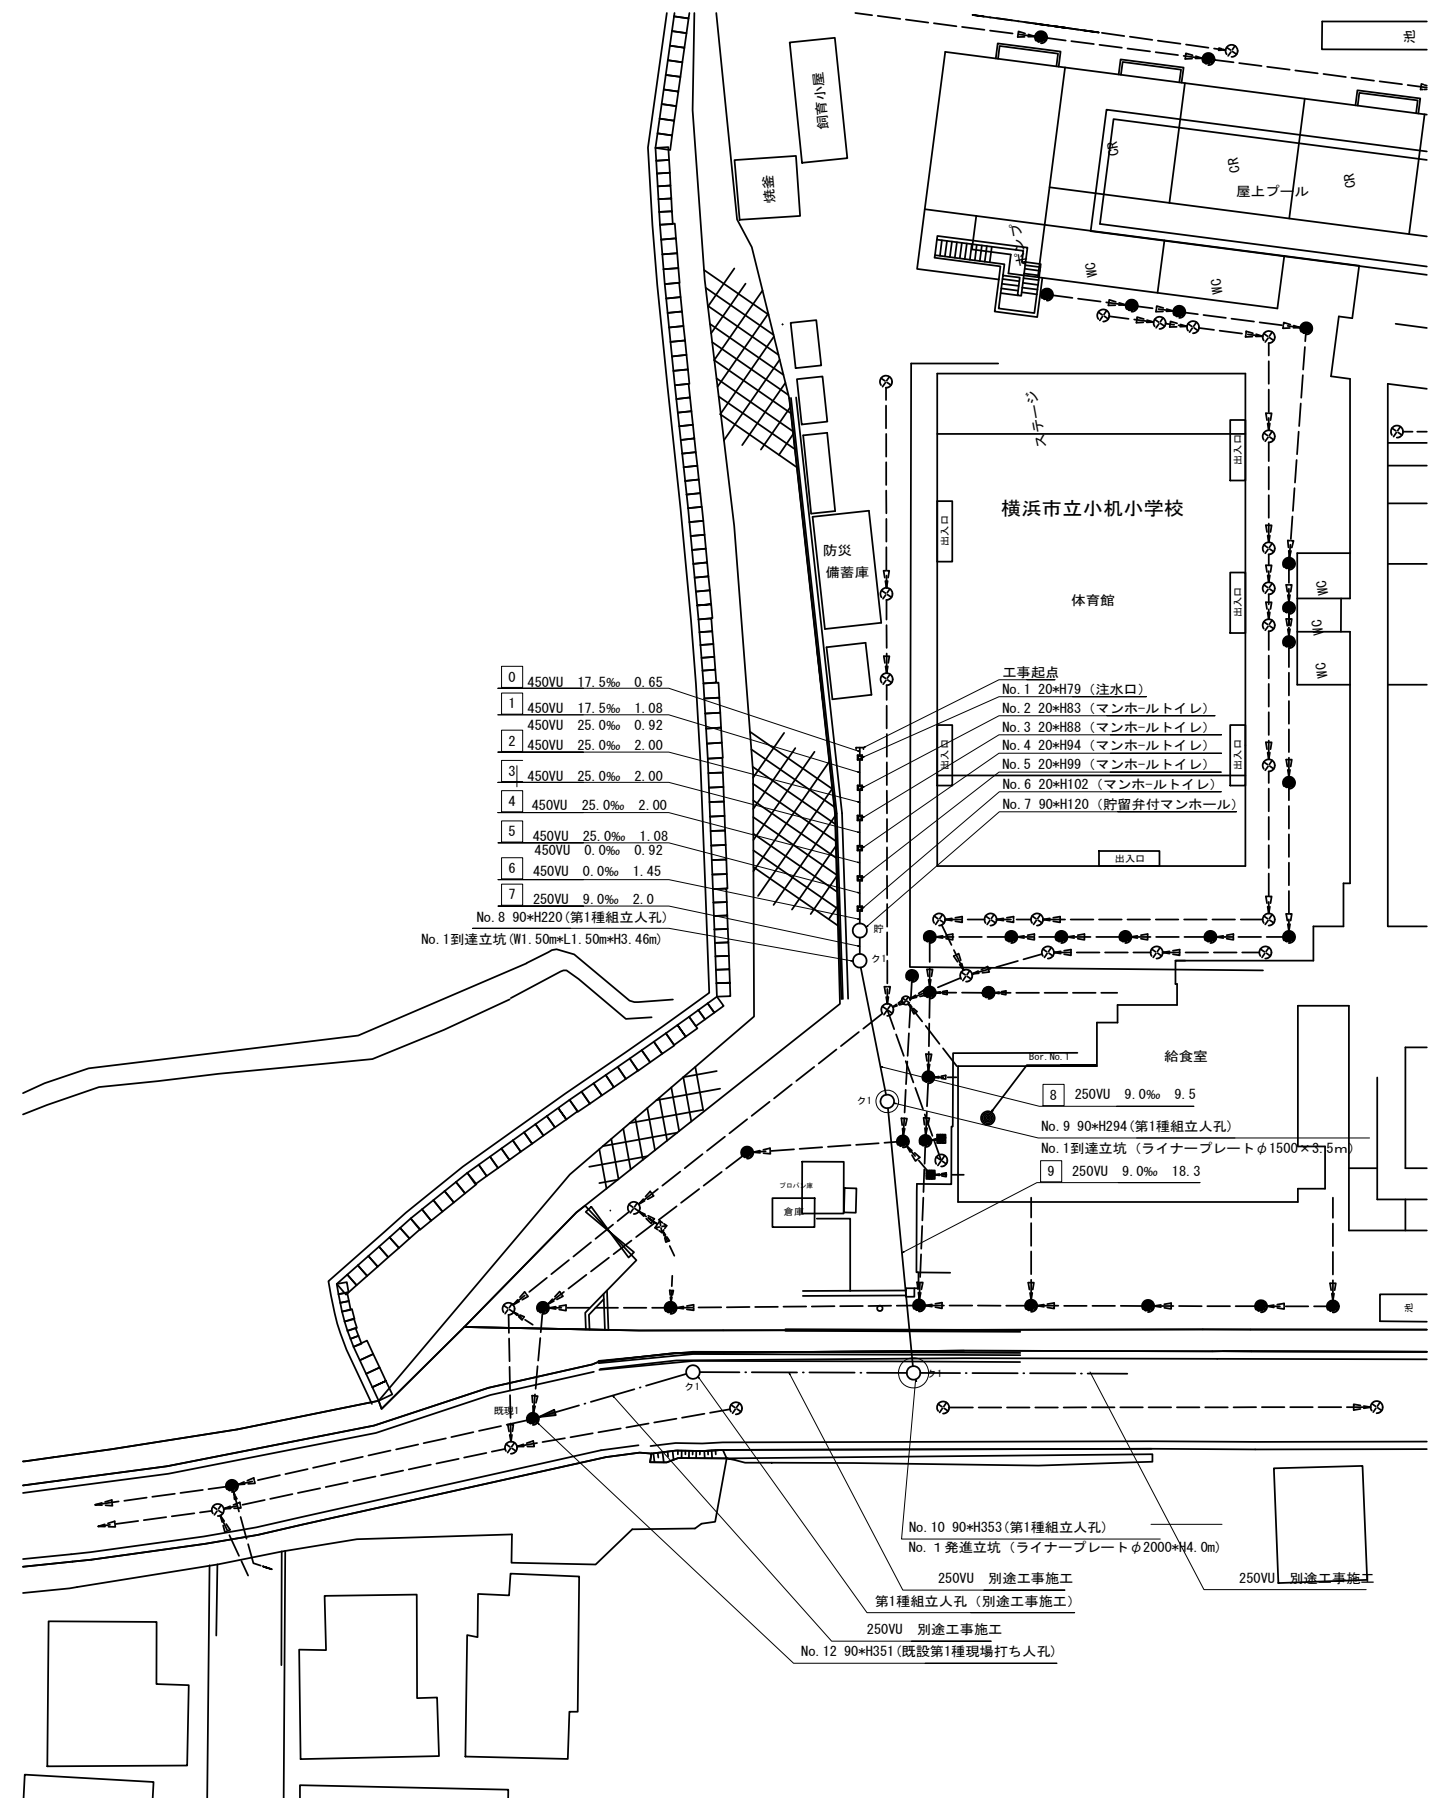 池
飼育小屋
焼釜
CR
CR
CR
屋上プール
ポンプ
WC
WC
ステージ
出入口
横浜市立小机小学校
出入口
防災
備蓄庫
体育館
出入口
WC
WC
WC
出入口
出入口
出入口
0 450VU 17.5‰ 0.65
1 450VU 17.5‰ 1.08
450VU 25.0‰ 0.92
2 450VU 25.0‰ 2.00
3 450VU 25.0‰ 2.00
4 450VU 25.0‰ 2.00
5 450VU 25.0‰ 1.08
450VU 0.0‰ 0.92
6 450VU 0.0‰ 1.45
7 250VU 9.0‰ 2.0
No.8 90*H220(第1種組立人孔)
No.1到達立坑(W1.50m*L1.50m*H3.46m)
工事起点
No.1 20*H79（注水口）
No.2 20*H83（マンホールトイレ）
No.3 20*H88（マンホールトイレ）
No.4 20*H94（マンホールトイレ）
No.5 20*H99（マンホールトイレ）
No.6 20*H102（マンホールトイレ）
No.7 90*H120（貯留弁付マンホール）
貯
ク1
Bor.No.1
給食室
ク1
8 250VU 9.0‰ 9.5
No.9 90*H294(第1種組立人孔)
No.1到達立坑（ライナープレートφ1500×3.5m）
9 250VU 9.0‰ 18.3
プロパン庫
倉庫
池
ク1
ク1
既現1
No.10 90*H353(第1種組立人孔)
No.１発進立坑（ライナープレートφ2000*H4.0m)
250VU 別途工事施工
250VU 別途工事施工
第1種組立人孔（別途工事施工）
250VU 別途工事施工
No.12 90*H351(既設第1種現場打ち人孔)